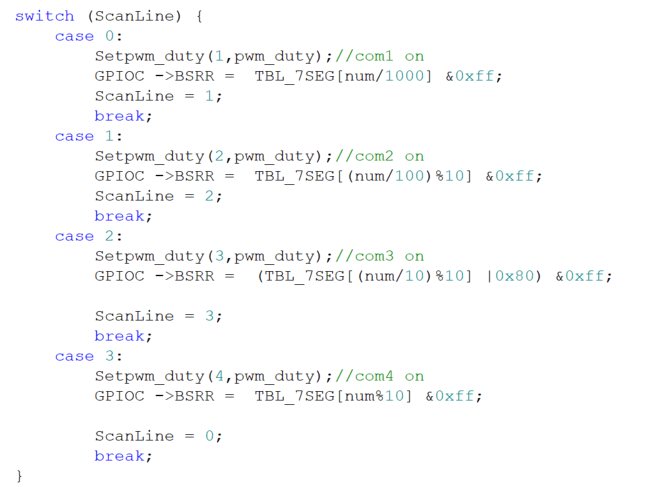 switch (ScanLine) {
    case 0:
        Setpwm_duty(1,pwm_duty);//com1 on
        GPIOC ->BSRR =  TBL_7SEG[num/1000] &0xff;
        ScanLine = 1;
        break;
    case 1:
        Setpwm_duty(2,pwm_duty);//com2 on
        GPIOC ->BSRR =  TBL_7SEG[(num/100)%10] &0xff;
        ScanLine = 2;
        break;
    case 2:
        Setpwm_duty(3,pwm_duty);//com3 on
        GPIOC ->BSRR =  (TBL_7SEG[(num/10)%10] |0x80) &0xff;

        ScanLine = 3;
        break;
    case 3:
        Setpwm_duty(4,pwm_duty);//com4 on
        GPIOC ->BSRR =  TBL_7SEG[num%10] &0xff;

        ScanLine = 0;
        break;
}